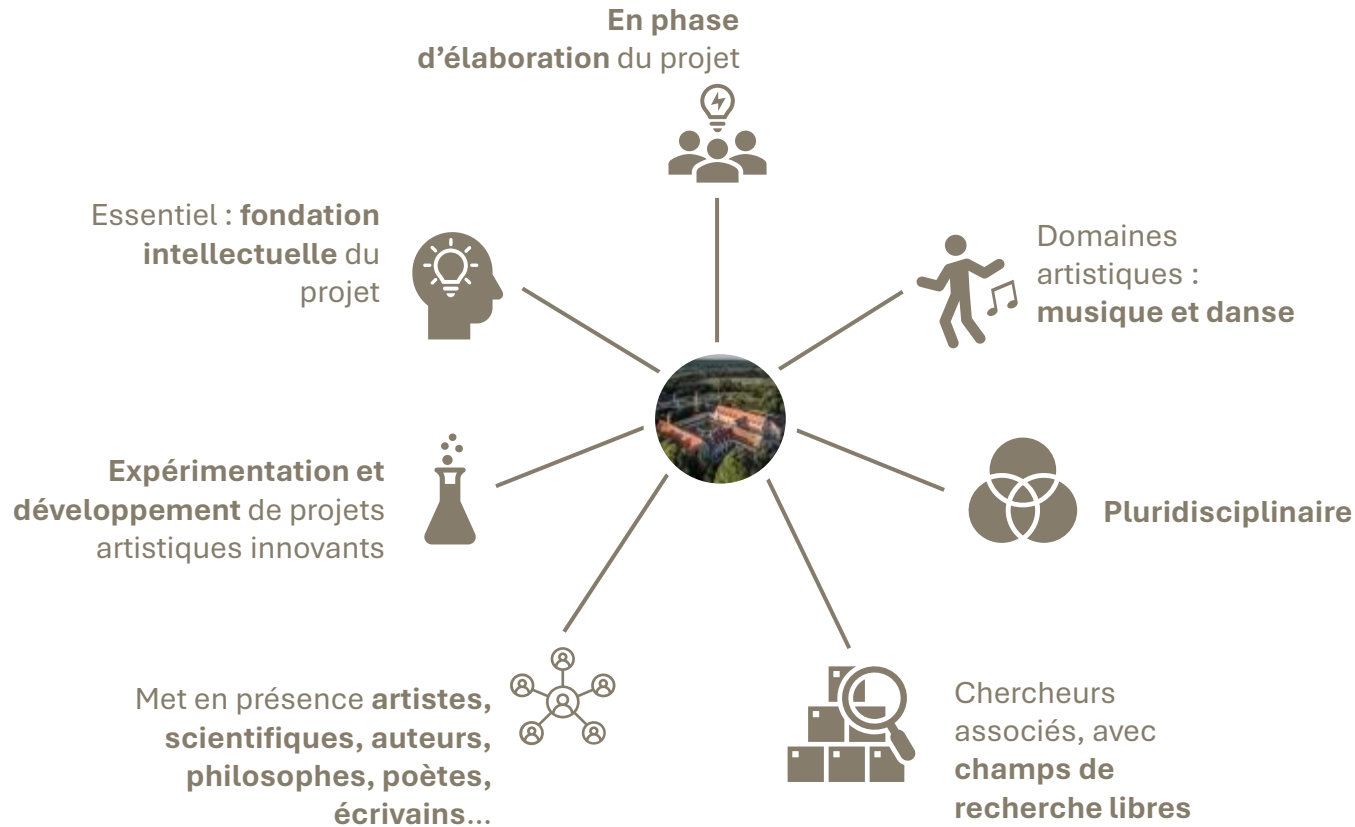 En phase
d’élaboration du projet
Essentiel : fondation
intellectuelle du
projet
Domaines
artistiques :
musique et danse
Expérimentation et
développement de projets
artistiques innovants
Pluridisciplinaire
Met en présence artistes,
scientifiques, auteurs,
philosophes, poètes,
écrivains...
Chercheurs
associés, avec
champs de
recherche libres